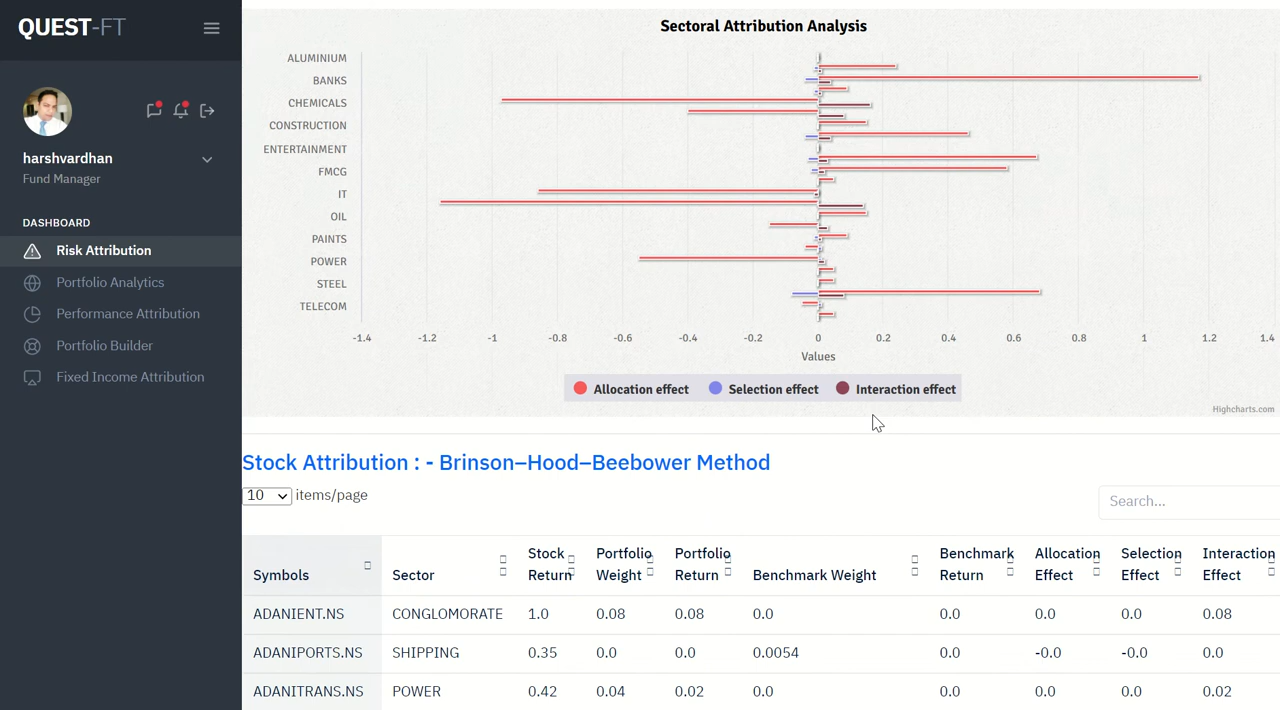 QUEST-FT
harshvardhan
Fund Manager
DASHBOARD
Risk Attribution
Portfolio Analytics
Performance Attribution
Portfolio Builder
Fixed Income Attribution
Sectoral Attribution Analysis
ALUMINIUM
BANKS
CHEMICALS
CONSTRUCTION
ENTERTAINMENT
FMCG
IT
OIL
PAINTS
POWER
STEEL
TELECOM
-1.4 -1.2 -1 -0.8 -0.6 -0.4 -0.2 0 0.2 0.4 0.6 0.8 1 1.2 1.4
Values
Allocation effect Selection effect Interaction effect
Highcharts.com
Stock Attribution : - Brinson–Hood–Beebower Method
10 items/page
Search...
Symbols Sector Stock Return Portfolio Weight Portfolio Return Benchmark Weight Benchmark Return Allocation Effect Selection Effect Interaction Effect
ADANIENT.NS CONGLOMORATE 1.0 0.08 0.08 0.0 0.0 0.0 0.0 0.08
ADANIPORTS.NS SHIPPING 0.35 0.0 0.0 0.0054 0.0 -0.0 -0.0 0.0
ADANITRANS.NS POWER 0.42 0.04 0.02 0.0 0.0 0.0 0.0 0.02